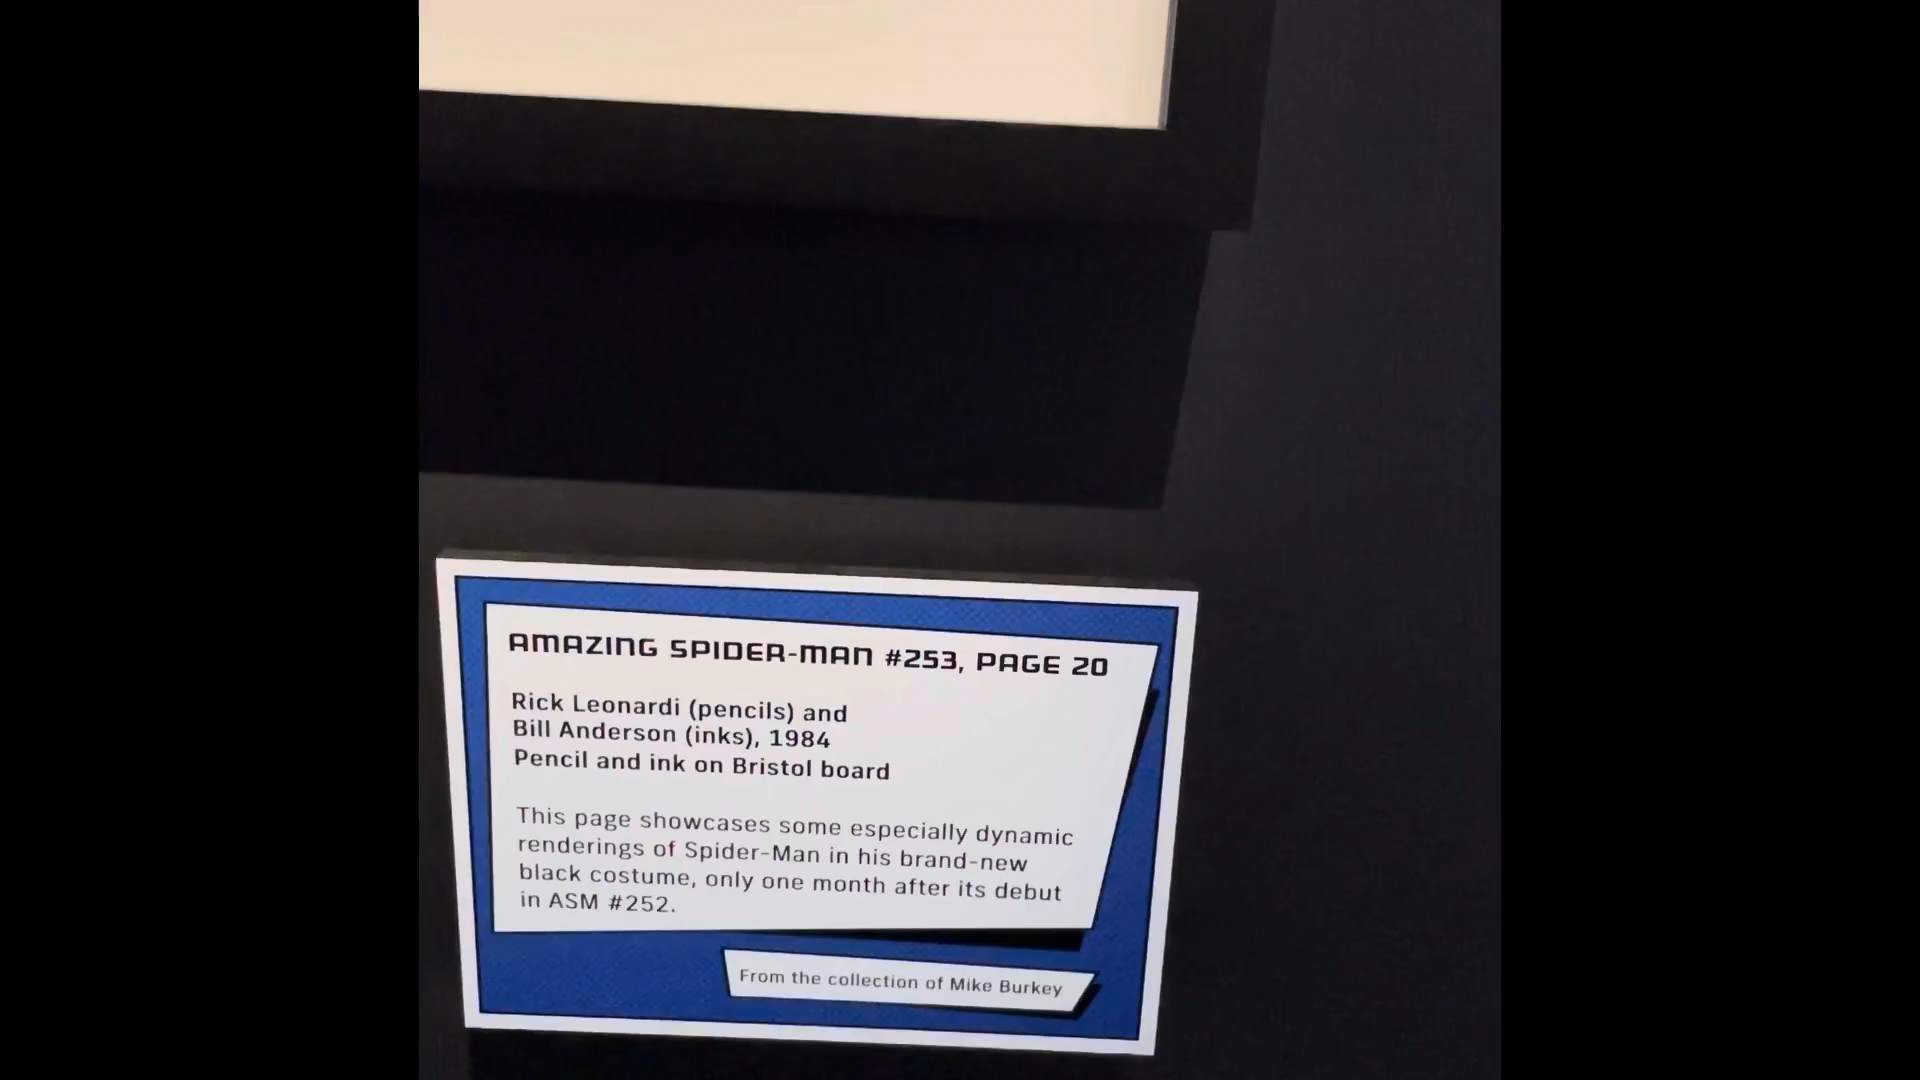 AMAZING SPIDER-MAN #253, PAGE 20
Rick Leonardi (pencils) and
Bill Anderson (inks), 1984
Pencil and ink on Bristol board
This page showcases some especially dynamic
renderings of Spider-Man in his brand-new
black costume, only one month after its debut
in ASM #252.
From the collection of Mike Burkey